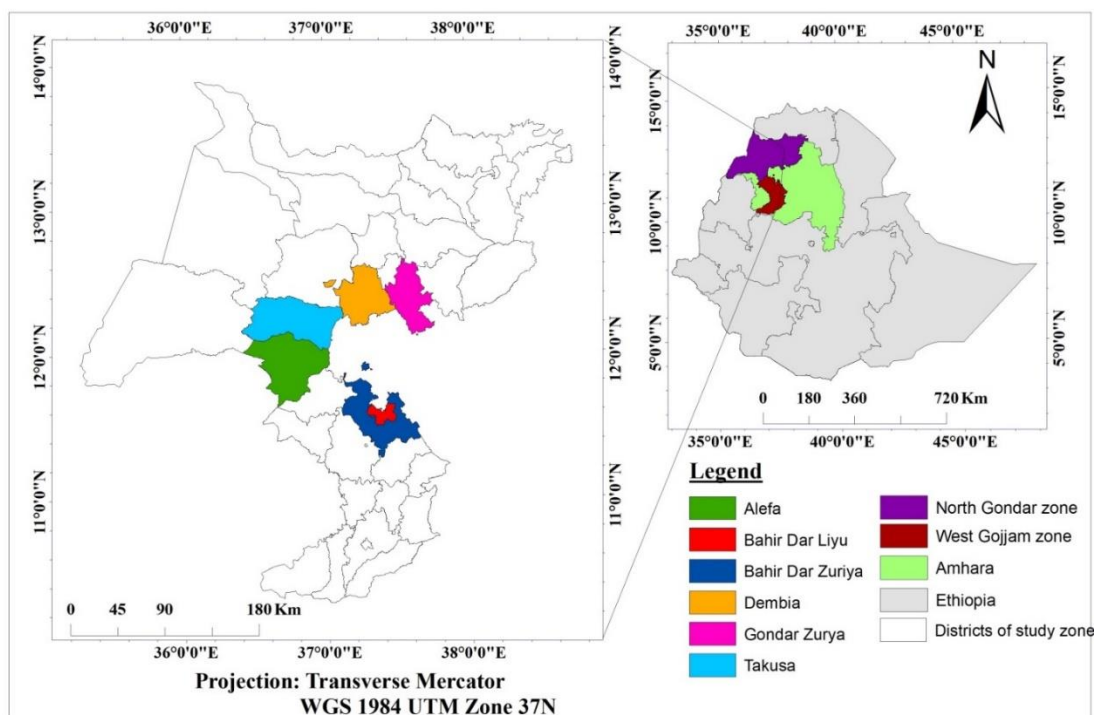 36°0'0"E 37°0'0"E 38°0'0"E
14°0'0"N
13°0'0"N
12°0'0"N
11°0'0"N
14°0'0"N
13°0'0"N
12°0'0"N
11°0'0"N
0 45 90 180 Km
36°0'0"E 37°0'0"E 38°0'0"E
Projection: Transverse Mercator
WGS 1984 UTM Zone 37N
35°0'0"E 40°0'0"E 45°0'0"E
N
15°0'0"N
10°0'0"N
5°0'0"N
15°0'0"N
10°0'0"N
5°0'0"N
0 180 360 720 Km
35°0'0"E 40°0'0"E 45°0'0"E
Legend
Alefa
Bahir Dar Liyu
Bahir Dar Zuriya
Dembia
Gondar Zurya
Takusa
North Gondar zone
West Gojjam zone
Amhara
Ethiopia
Districts of study zone